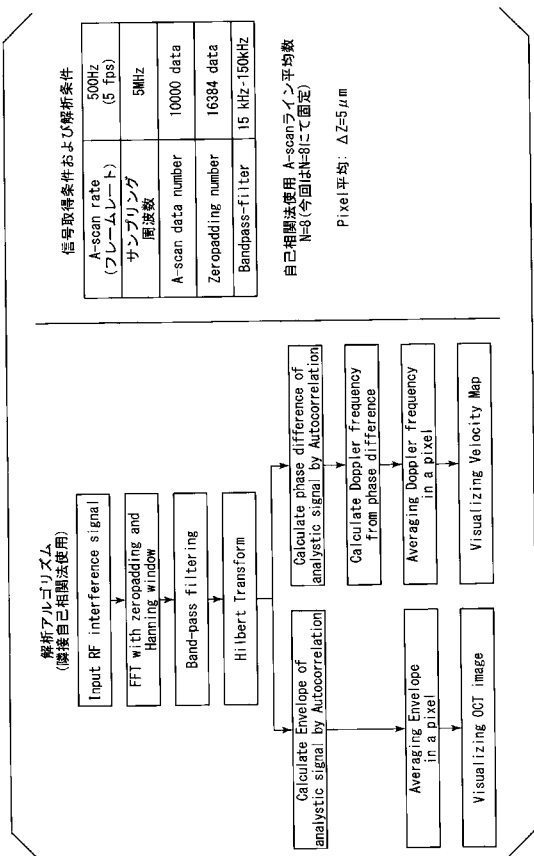 解析アルゴリズム
(隣接自己相関法使用)
Input RF interference signal
FFT with zeropadding and
Hanning window
Band-pass filtering
Hilbert Transform
Calculate Envelope of
analystic signal by Autocorrelation
Averaging Envelope
in a pixel
Visualizing OCT image
Calculate phase difference of
analystic signal by Autocorrelation
Calculate Doppler frequency
from phase difference
Averaging Doppler frequency
in a pixel
Visualizing Velocity Map
信号取得条件および解析条件
A-scan rate
(フレームレート)
500Hz
(5 fps)
サンプリング
周波数
5MHz
A-scan data number
10000 data
Zeropadding number
16384 data
Bandpass-filter
15 kHz-150kHz
自己相関法使用 A-scanライン平均数
N=8(今回はN=8にて固定)
Pixel平均: ΔZ=5μm